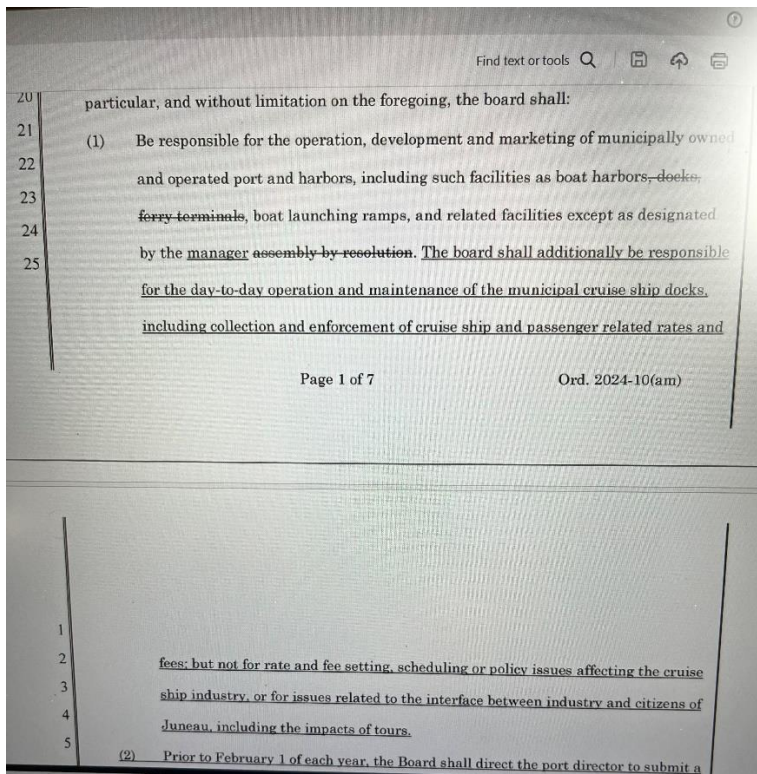 Find text or tools
20
particular, and without limitation on the foregoing, the board shall:
21
(1) Be responsible for the operation, development and marketing of municipally owned
22
and operated port and harbors, including such facilities as boat harbors, docks,
23
ferry terminals, boat launching ramps, and related facilities except as designated
24
by the manager assembly by resolution. The board shall additionally be responsible
25
for the day-to-day operation and maintenance of the municipal cruise ship docks,
including collection and enforcement of cruise ship and passenger related rates and
Page 1 of 7 Ord. 2024-10(am)
1
2
fees; but not for rate and fee setting, scheduling or policy issues affecting the cruise
3
ship industry, or for issues related to the interface between industry and citizens of
4
Juneau, including the impacts of tours.
5
(2) Prior to February 1 of each year, the Board shall direct the port director to submit a